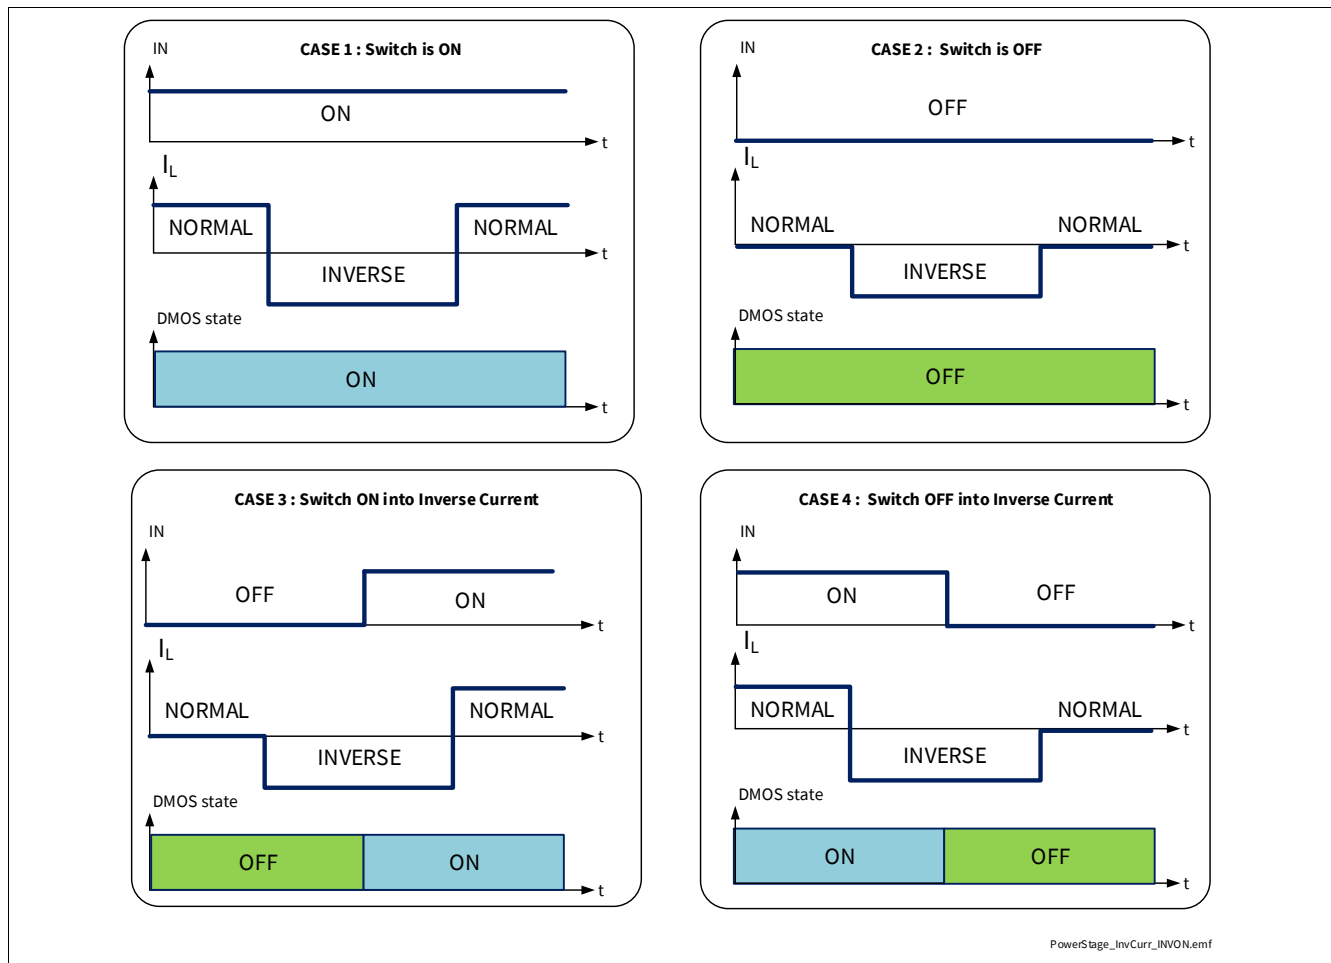 CASE 1 : Switch is ON
IN
ON
t
IL
NORMAL
NORMAL
INVERSE
t
DMOS state
ON
t
CASE 2 : Switch is OFF
IN
OFF
t
IL
NORMAL
NORMAL
INVERSE
t
DMOS state
OFF
t
CASE 3 : Switch ON into Inverse Current
IN
OFF
ON
t
IL
NORMAL
NORMAL
INVERSE
t
DMOS state
OFF
ON
t
CASE 4 : Switch OFF into Inverse Current
IN
ON
OFF
t
IL
NORMAL
NORMAL
INVERSE
t
DMOS state
ON
OFF
t
PowerStage_InvCurr_INVON.emf